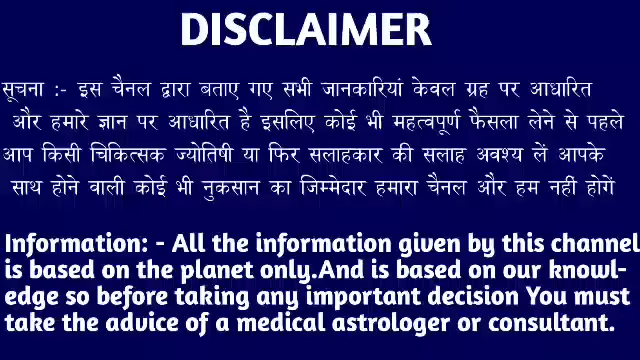 DISCLAIMER
सूचना :- इस चैनल द्वारा बताए गए सभी जानकारियां केवल ग्रह पर आधारित
और हमारे ज्ञान पर आधारित है इसलिए कोई भी महत्वपूर्ण फैसला लेने से पहले
आप किसी चिकित्सक ज्योतिषी या फिर सलाहकार की सलाह अवश्य लें आपके
साथ होने वाली कोई भी नुकसान का जिम्मेदार हमारा चैनल और हम नहीं होगें
Information: - All the information given by this channel
is based on the planet only.And is based on our knowl-
edge so before taking any important decision You must
take the advice of a medical astrologer or consultant.